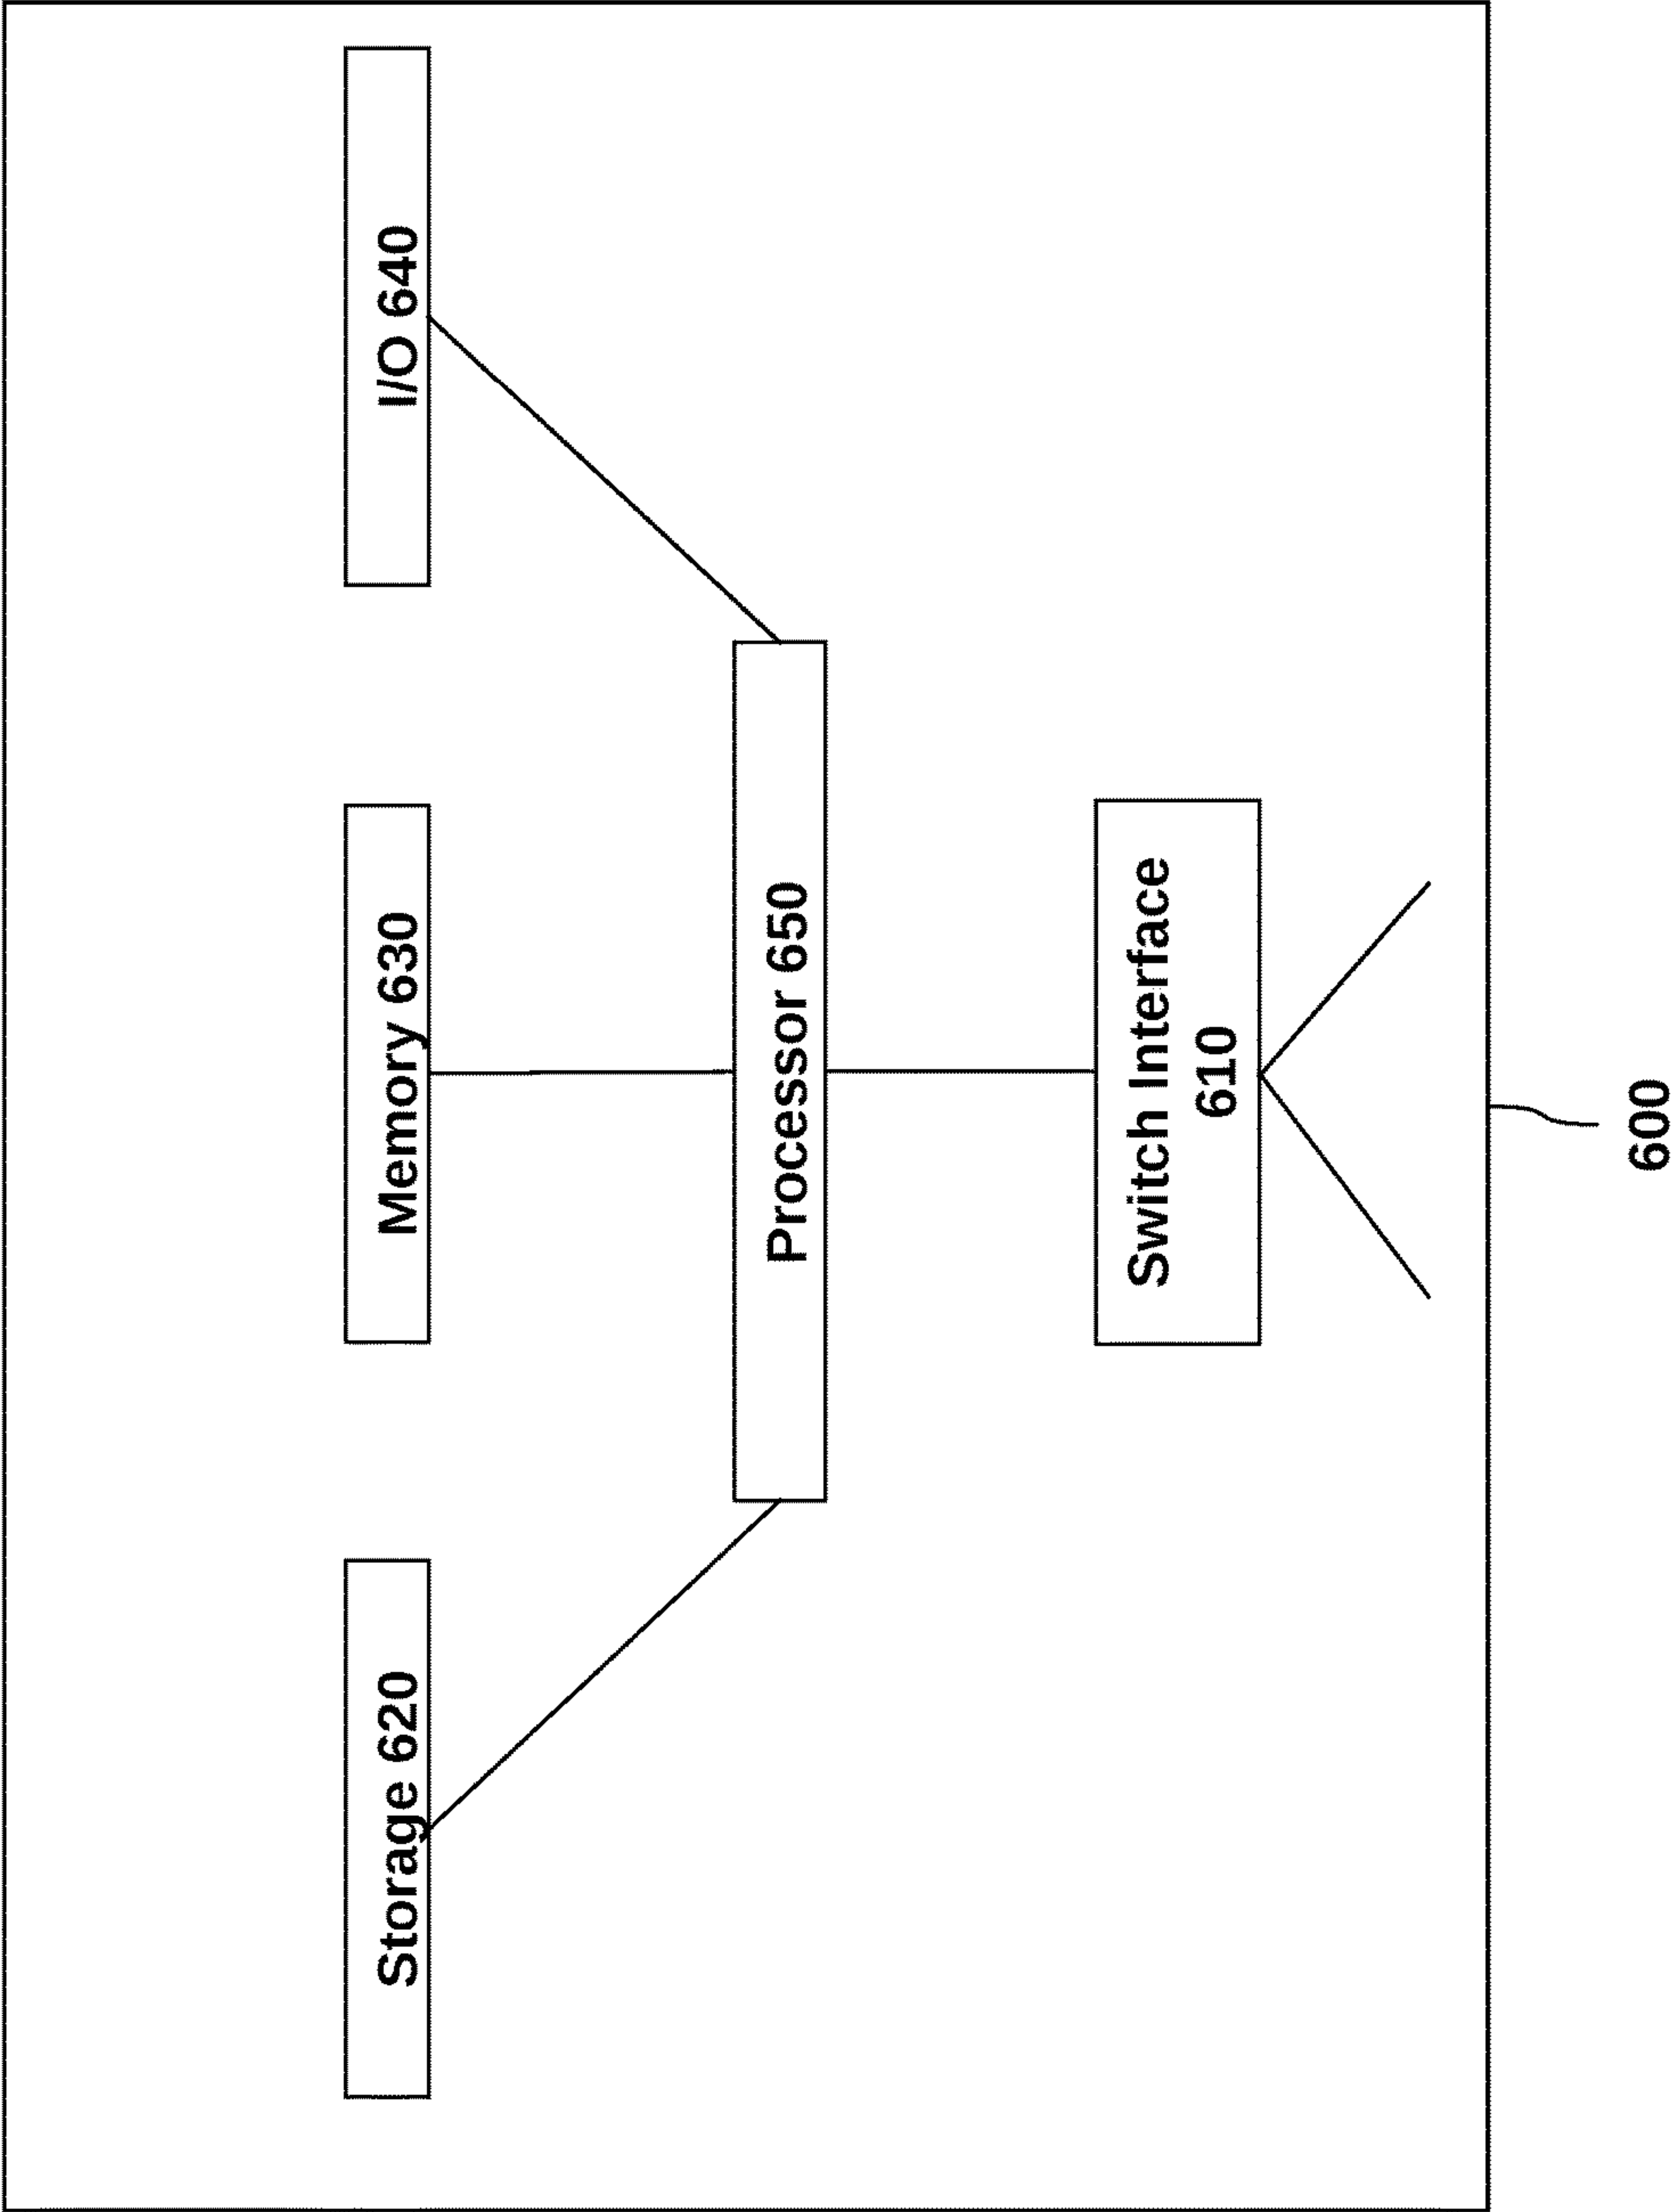 Storage 620
Memory 630
I/O 640
Processor 650
Switch Interface
610
600